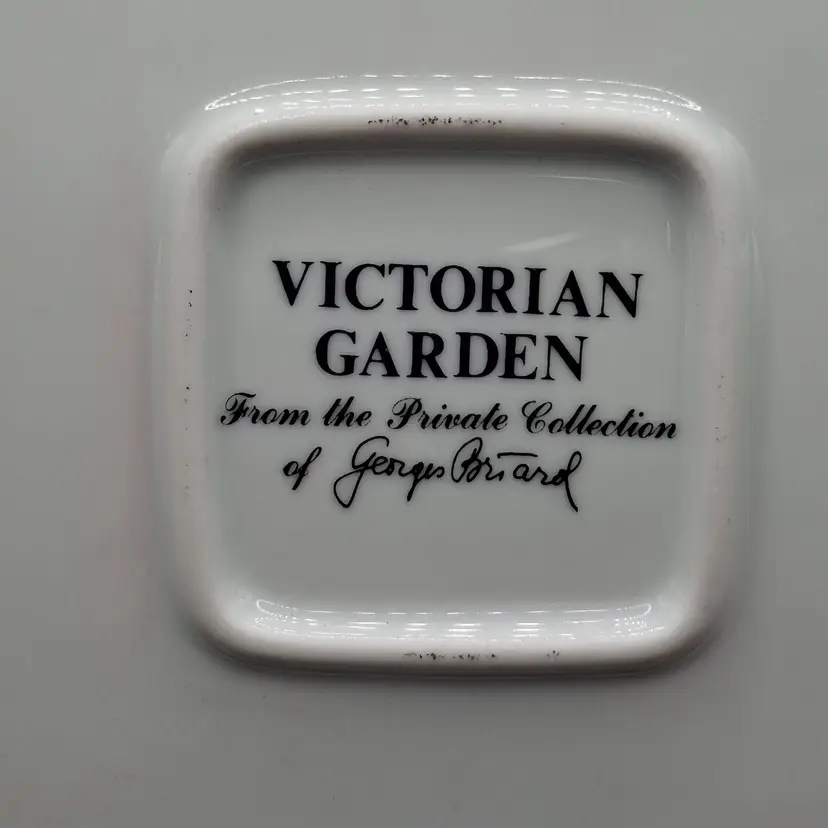 VICTORIAN
GARDEN
From the Private Collection
of Georges Briard